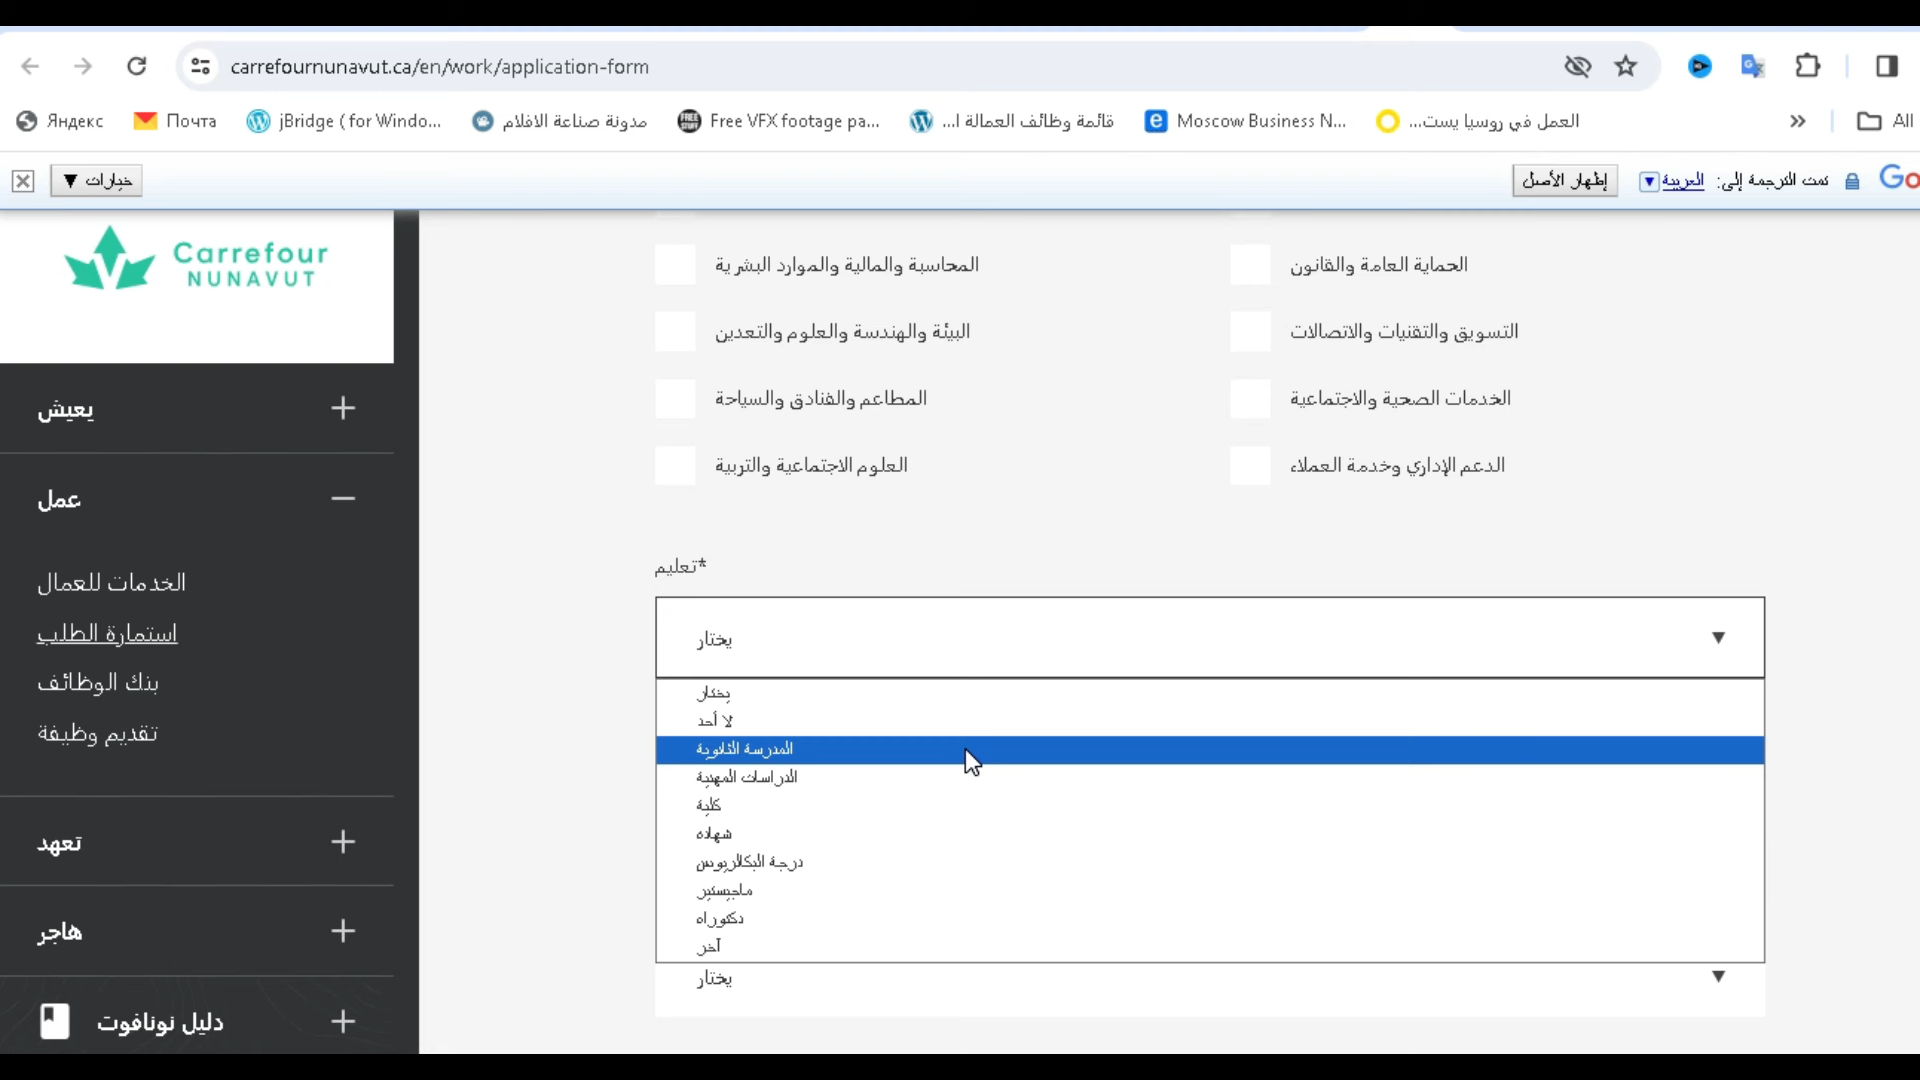 carrefournunavut.ca/en/work/application-form
Яндекс
Почта
jBridge ( for Windo...
مدونة صناعة الافلام
Free VFX footage pa...
قائمة وظائف العمالة ا...
Moscow Business N...
العمل في روسيا يست...
All
خيارات ▼
إظهار الأصل
تمت الترجمة إلى: العربية
Go
Carrefour
NUNAVUT
يعيش
عمل
الخدمات للعمال
استمارة الطلب
بنك الوظائف
تقديم وظيفة
تعهد
هاجر
دليل نونافوت
المحاسبة والمالية والموارد البشرية
الحماية العامة والقانون
البيئة والهندسة والعلوم والتعدين
التسويق والتقنيات والاتصالات
المطاعم والفنادق والسياحة
الخدمات الصحية والاجتماعية
العلوم الاجتماعية والتربية
الدعم الإداري وخدمة العملاء
*تعليم
يختار
يختار
لا أحد
المدرسة الثانوية
الدراسات المهنية
كلية
شهاده
درجة البكالريوس
ماجيستير
دكتوراه
آخر
يختار